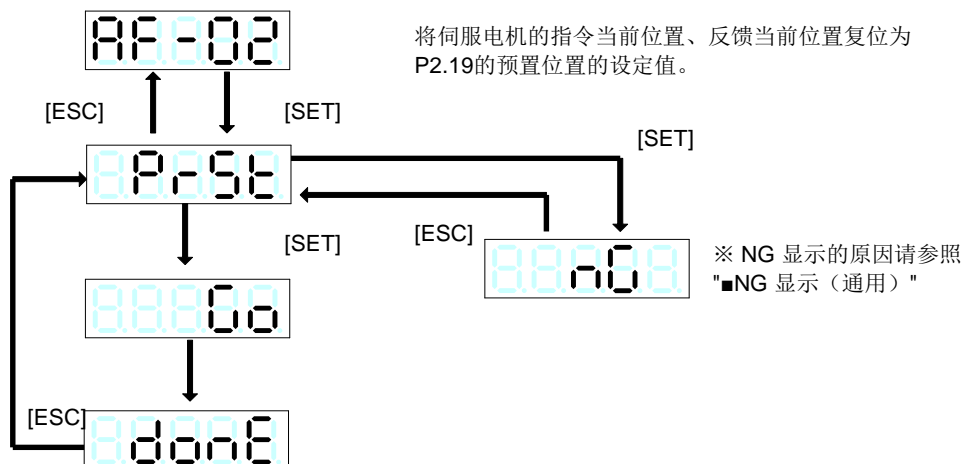 AF-02
将伺服电机的指令当前位置、反馈当前位置复位为
P2.19的预置位置的设定值。
[ESC]
[SET]
[SET]
PrSt
[SET]
[ESC]
nG
※ NG 显示的原因请参照
"■NG 显示（通用）"
Go
[ESC]
donE